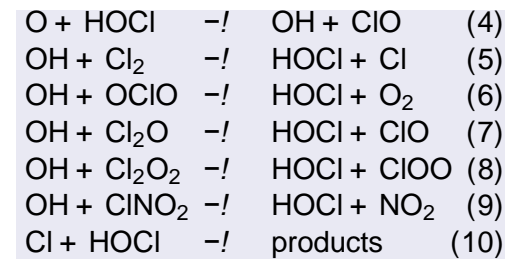 O + HOCl −! OH + ClO (4)
OH + Cl₂ −! HOCl + Cl (5)
OH + OClO −! HOCl + O₂ (6)
OH + Cl₂O −! HOCl + ClO (7)
OH + Cl₂O₂ −! HOCl + ClOO (8)
OH + ClNO₂ −! HOCl + NO₂ (9)
Cl + HOCl −! products (10)